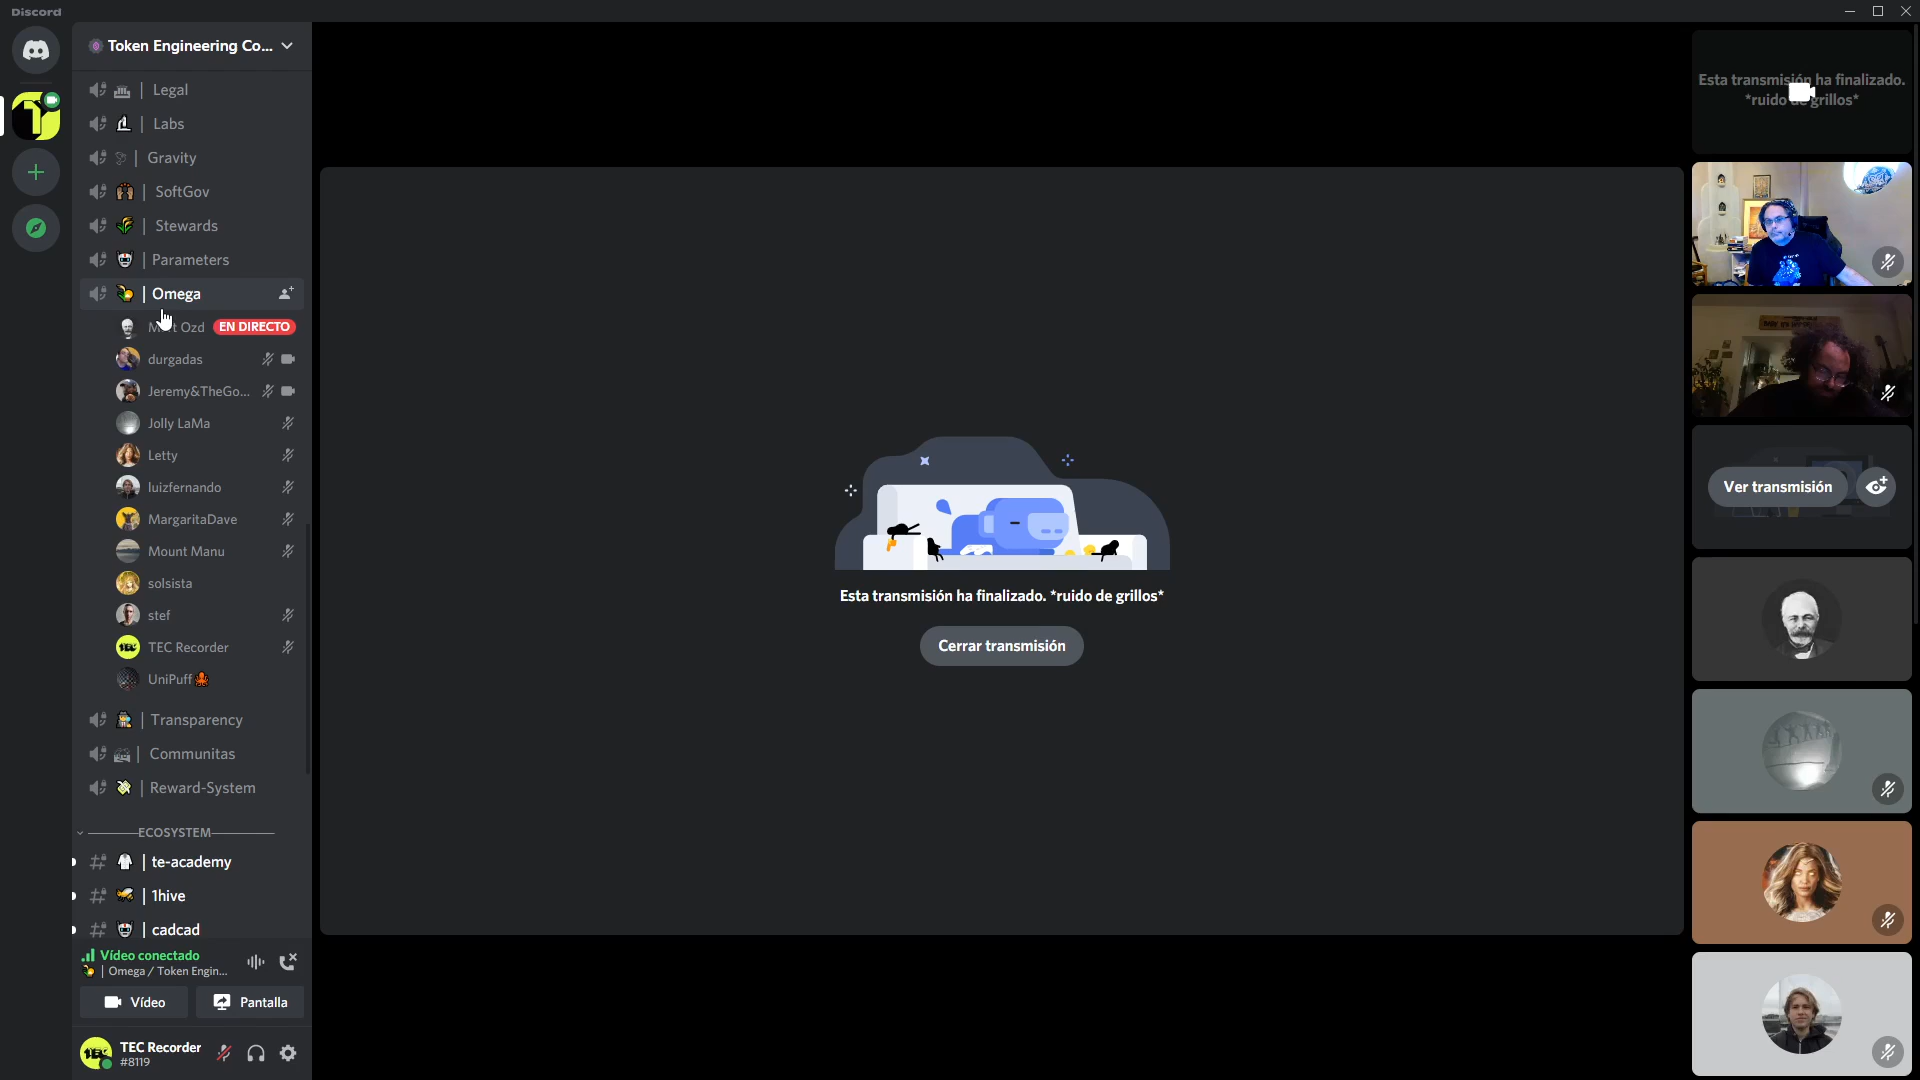 Discord
Token Engineering Co...
| Legal
| Labs
| Gravity
| SoftGov
| Stewards
| Parameters
| Omega
Ozd EN DIRECTO
durgadas
Jeremy&TheGo...
Jolly LaMa
Letty
luizfernando
MargaritaDave
Mount Manu
solsista
stef
TEC TEC Recorder
UniPuff
| Transparency
| Communitas
| Reward-System
ECOSYSTEM
# | te-academy
# | 1hive
# | cadcad
Vídeo conectado
| Omega / Token Engin...
Vídeo
Pantalla
TEC TEC Recorder
#8119
Esta transmisión ha finalizado. *ruido de grillos*
Cerrar transmisión
Esta transmisión ha finalizado.
*ruido de grillos*
Ver transmisión